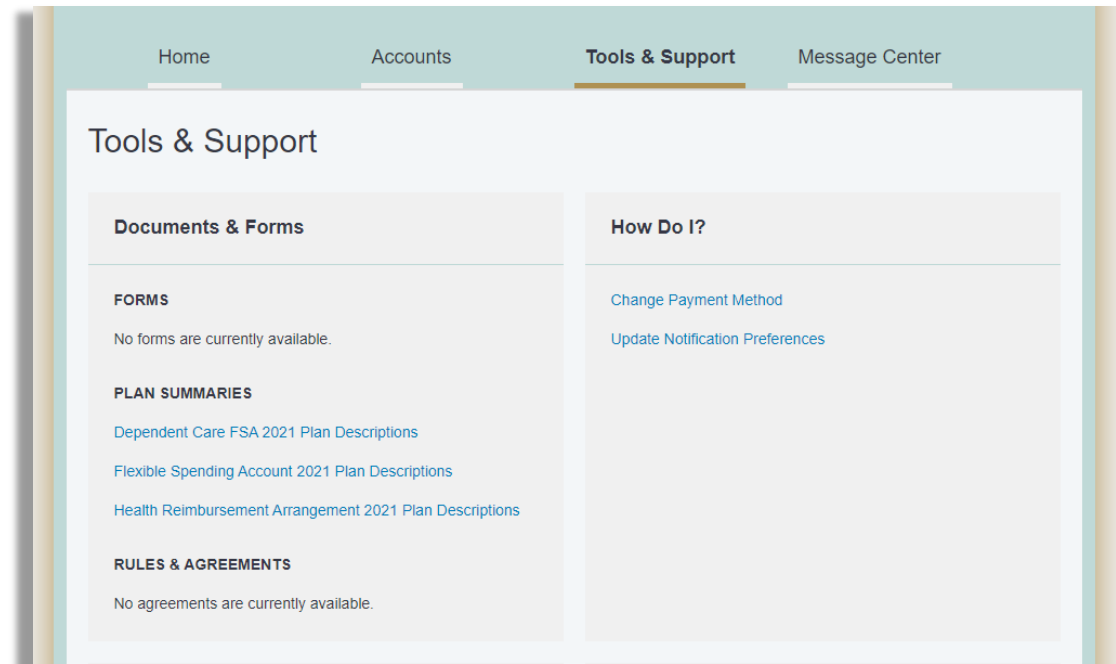 Home
Accounts
Tools & Support
Message Center
Tools & Support
Documents & Forms
FORMS
No forms are currently available.
PLAN SUMMARIES
Dependent Care FSA 2021 Plan Descriptions
Flexible Spending Account 2021 Plan Descriptions
Health Reimbursement Arrangement 2021 Plan Descriptions
RULES & AGREEMENTS
No agreements are currently available.
How Do I?
Change Payment Method
Update Notification Preferences